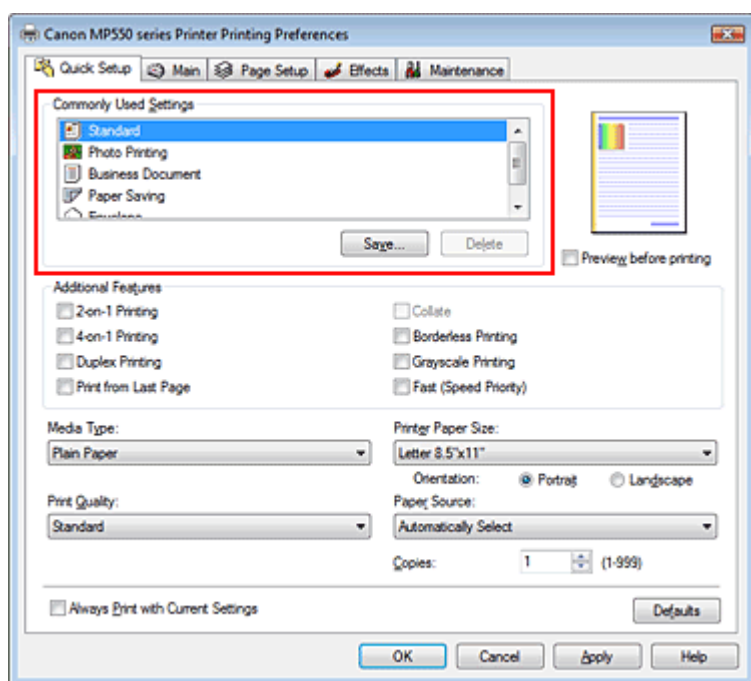 Canon MP550 series Printer Printing Preferences
Quick Setup Main Page Setup Effects Maintenance
Commonly Used Settings
Standard
Photo Printing
Business Document
Paper Saving
Envelope
Save... Delete
Preview before printing
Additional Features
2-on-1 Printing Collate
4-on-1 Printing Borderless Printing
Duplex Printing Grayscale Printing
Print from Last Page Fast (Speed Priority)
Media Type: Printer Paper Size:
Plain Paper Letter 8.5"x11"
Orientation: Portrait Landscape
Print Quality: Paper Source:
Standard Automatically Select
Copies: 1 (1-999)
Always Print with Current Settings Defaults
OK Cancel Apply Help